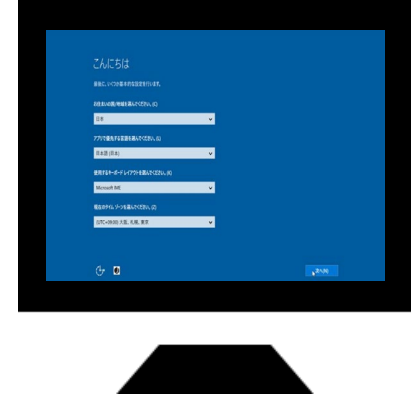 こんにちは
最後に、いくつか基本的な設定を行います。
お住まいの国/地域を選んでください。(C)
日本
アプリで優先する言語を選んでください。(L)
日本語 (日本)
使用するキーボード レイアウトを選んでください。(K)
Microsoft IME
現在のタイム ゾーンを選んでください。(Z)
(UTC+09:00) 大阪、札幌、東京
次へ(N)